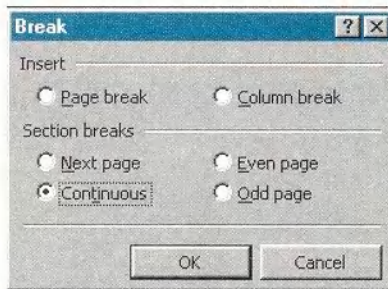 Break
Insert
Page break Column break
Section breaks
Next page Even page
Continuous Odd page
OK Cancel